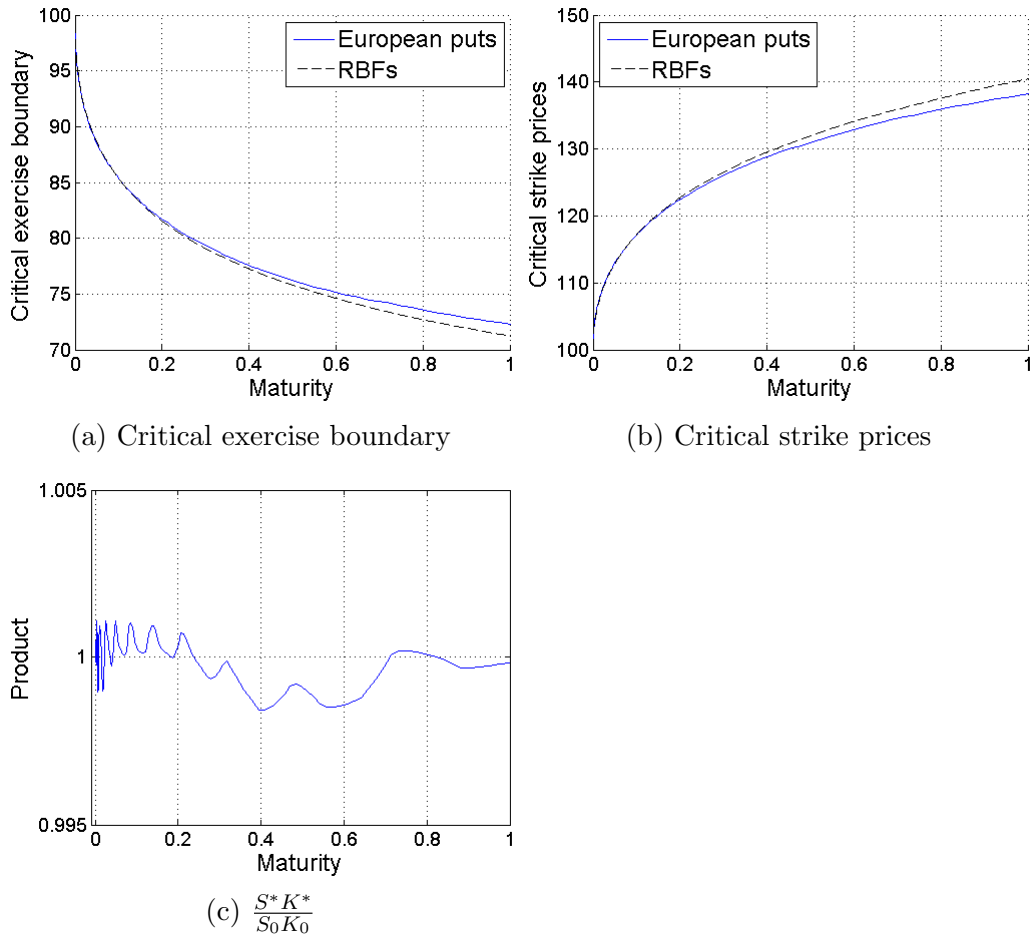 100
95
90
85
80
75
70
0
0.2
0.4
0.6
0.8
1
Critical exercise boundary
Maturity
European puts
RBFs
(a) Critical exercise boundary
150
140
130
120
110
100
0
0.2
0.4
0.6
0.8
1
Critical strike prices
Maturity
European puts
RBFs
(b) Critical strike prices
1.005
1
0.995
0
0.2
0.4
0.6
0.8
1
Product
Maturity
(c) $\frac{S^*K^*}{S_0K_0}$